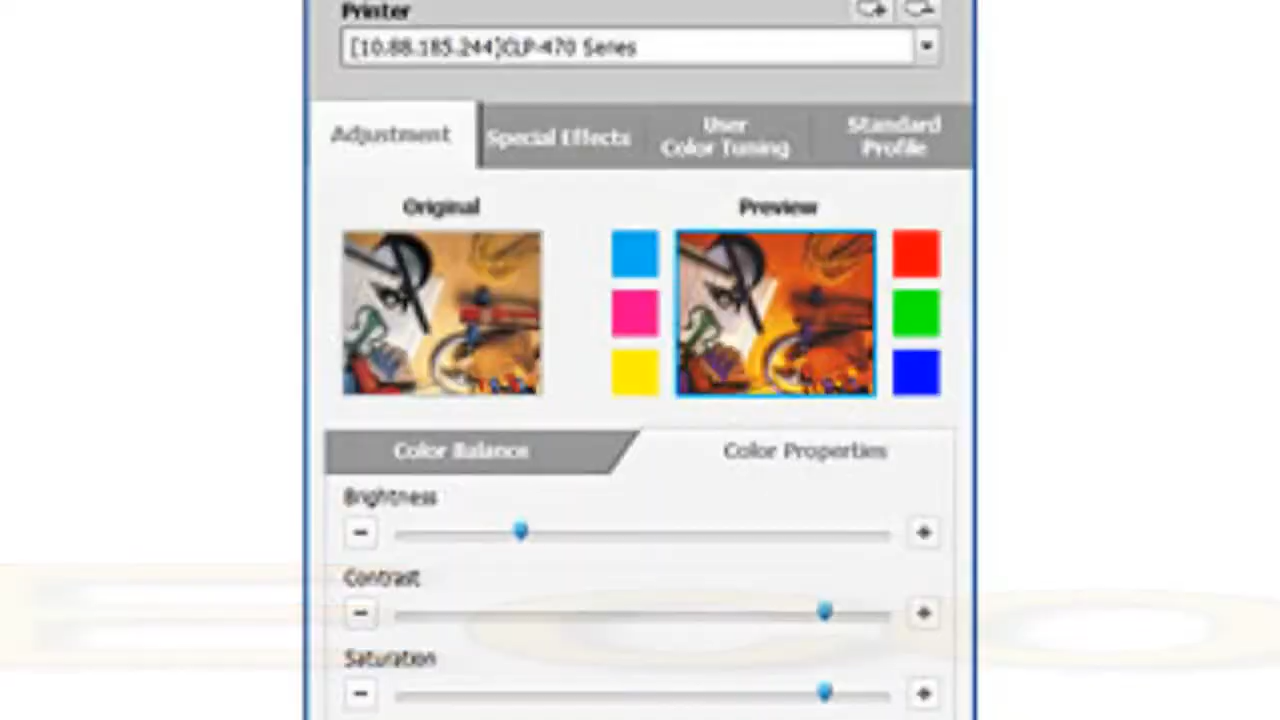 Printer
[10.88.185.244]CLP-470 Series
Adjustment
Special Effects
User
Color Tuning
Standard
Profile
Original
Preview
Color Balance
Color Properties
Brightness
Contrast
Saturation